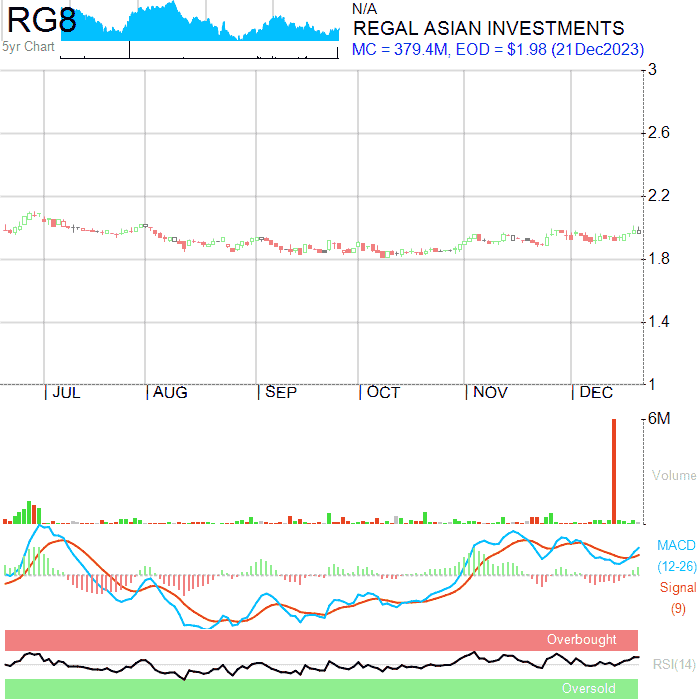 RG8
N/A
REGAL ASIAN INVESTMENTS
5yr Chart
MC = 379.4M, EOD = $1.98 (21Dec2023)
3
2.6
2.2
1.8
1.4
1
JUL AUG SEP OCT NOV DEC
6M
Volume
MACD
(12-26)
Signal
(9)
Overbought
RSI(14)
Oversold